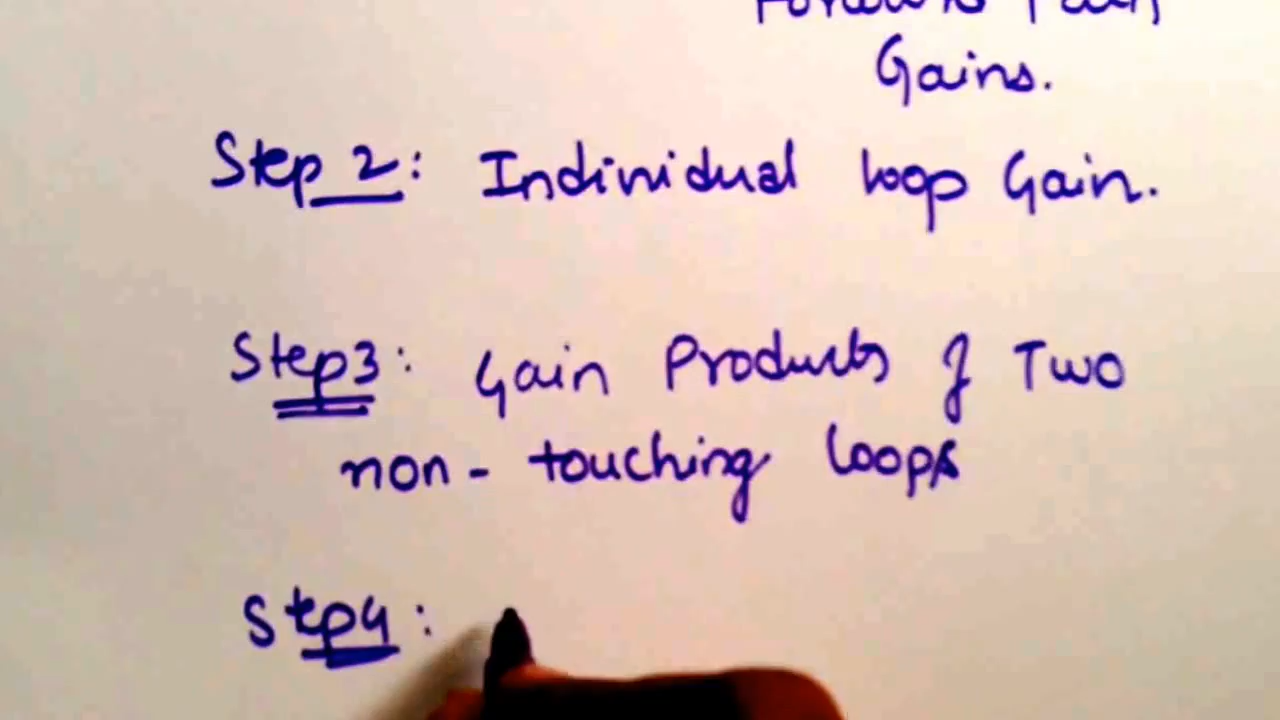 Gains.
Step 2: Individual loop Gain.
Step3: Gain Products of Two
non-touching loops
Step4: